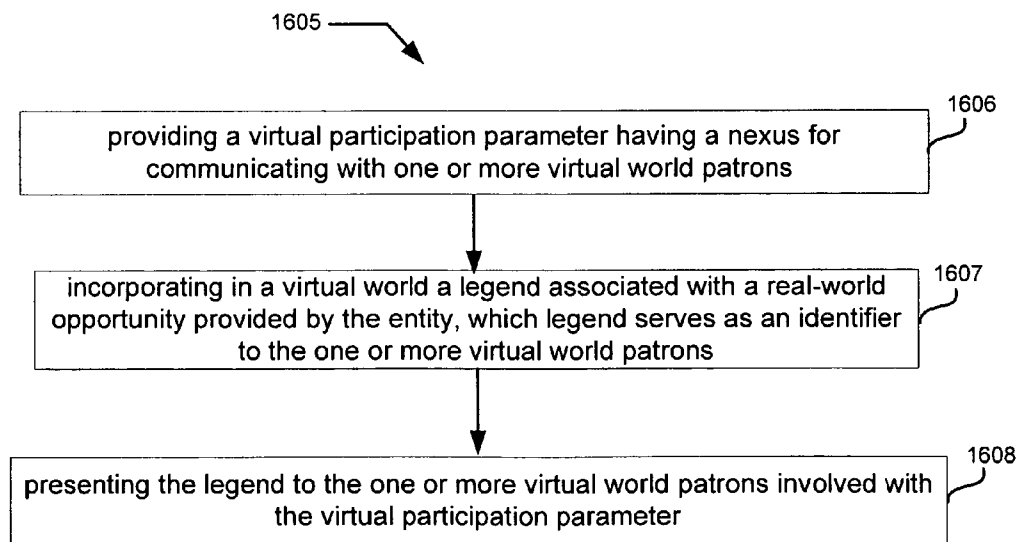 1605
1606
providing a virtual participation parameter having a nexus for
communicating with one or more virtual world patrons
1607
incorporating in a virtual world a legend associated with a real-world
opportunity provided by the entity, which legend serves as an identifier
to the one or more virtual world patrons
1608
presenting the legend to the one or more virtual world patrons involved with
the virtual participation parameter